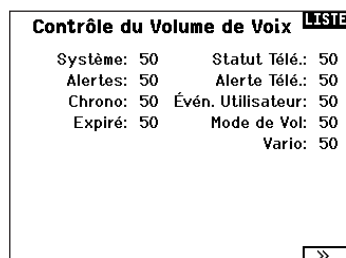 Contrôle du Volume de Voix LISTE
Système: 50 Statut Télé.: 50
Alertes: 50 Alerte Télé.: 50
Chrono: 50 Évén. Utilisateur: 50
Expiré: 50 Mode de Vol: 50
Vario: 50
>>